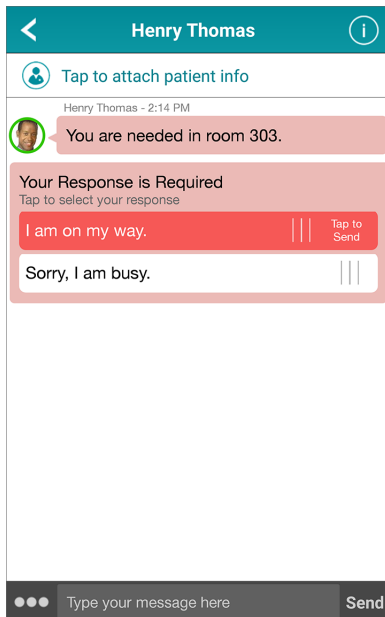 Henry Thomas
i
Tap to attach patient info
Henry Thomas - 2:14 PM
You are needed in room 303.
Your Response is Required
Tap to select your response
I am on my way.
Tap to
Send
Sorry, I am busy.
Type your message here
Send